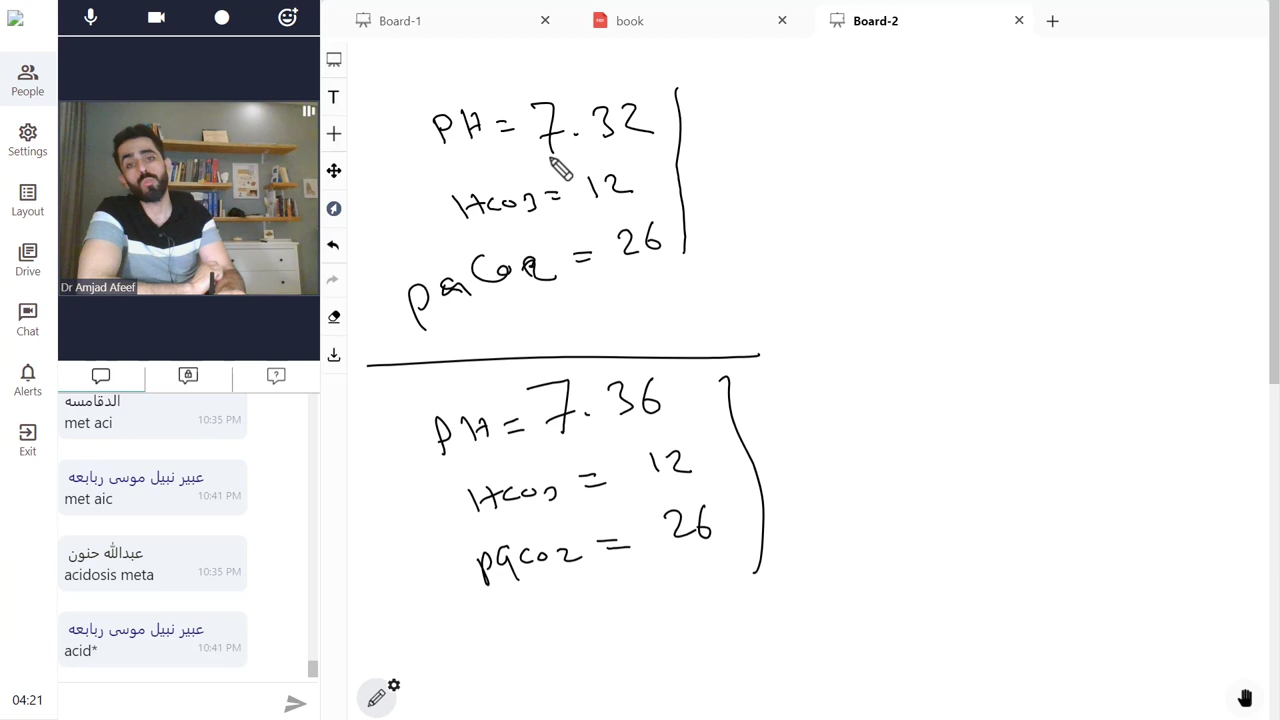 Board-1
book
Board-2
People
Settings
Layout
Drive
Chat
Alerts
Exit
04:21
T
Dr Amjad Afeef
الدقامسه
met aci
10:35 PM
عبير نبيل موسى ربابعه
met aic
10:41 PM
عبدالله حنون
acidosis meta
10:35 PM
عبير نبيل موسى ربابعه
acid*
10:41 PM
PH = 7.32
HCO3 = 12
paCo2 = 26
PH = 7.36
HCO3 = 12
paco2 = 26